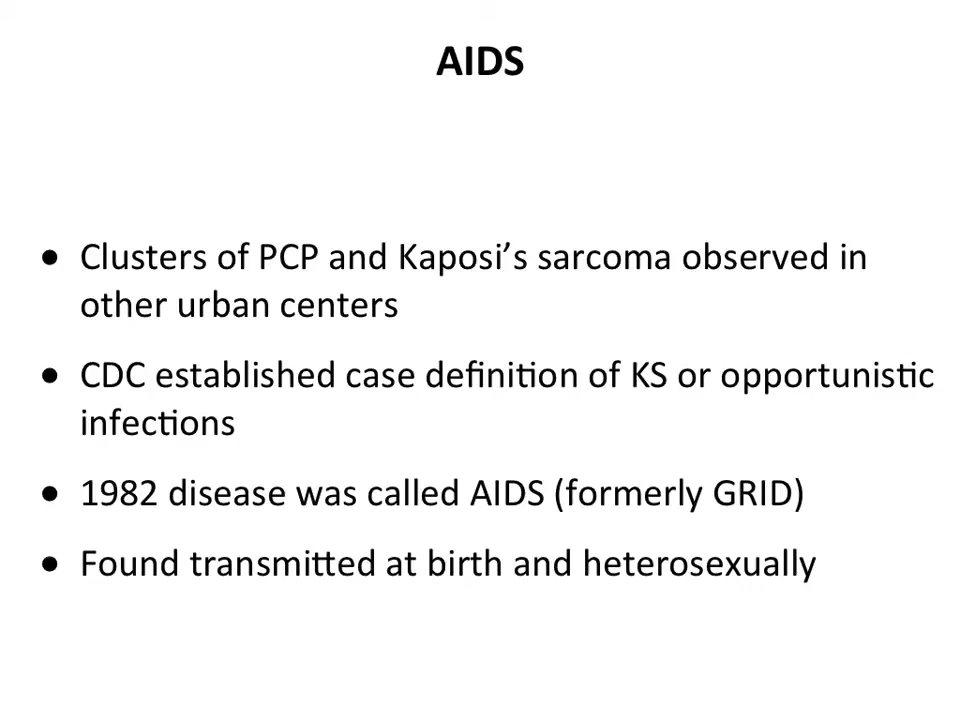 AIDS
• Clusters of PCP and Kaposi’s sarcoma observed in
other urban centers
• CDC established case definition of KS or opportunistic
infections
• 1982 disease was called AIDS (formerly GRID)
• Found transmitted at birth and heterosexually